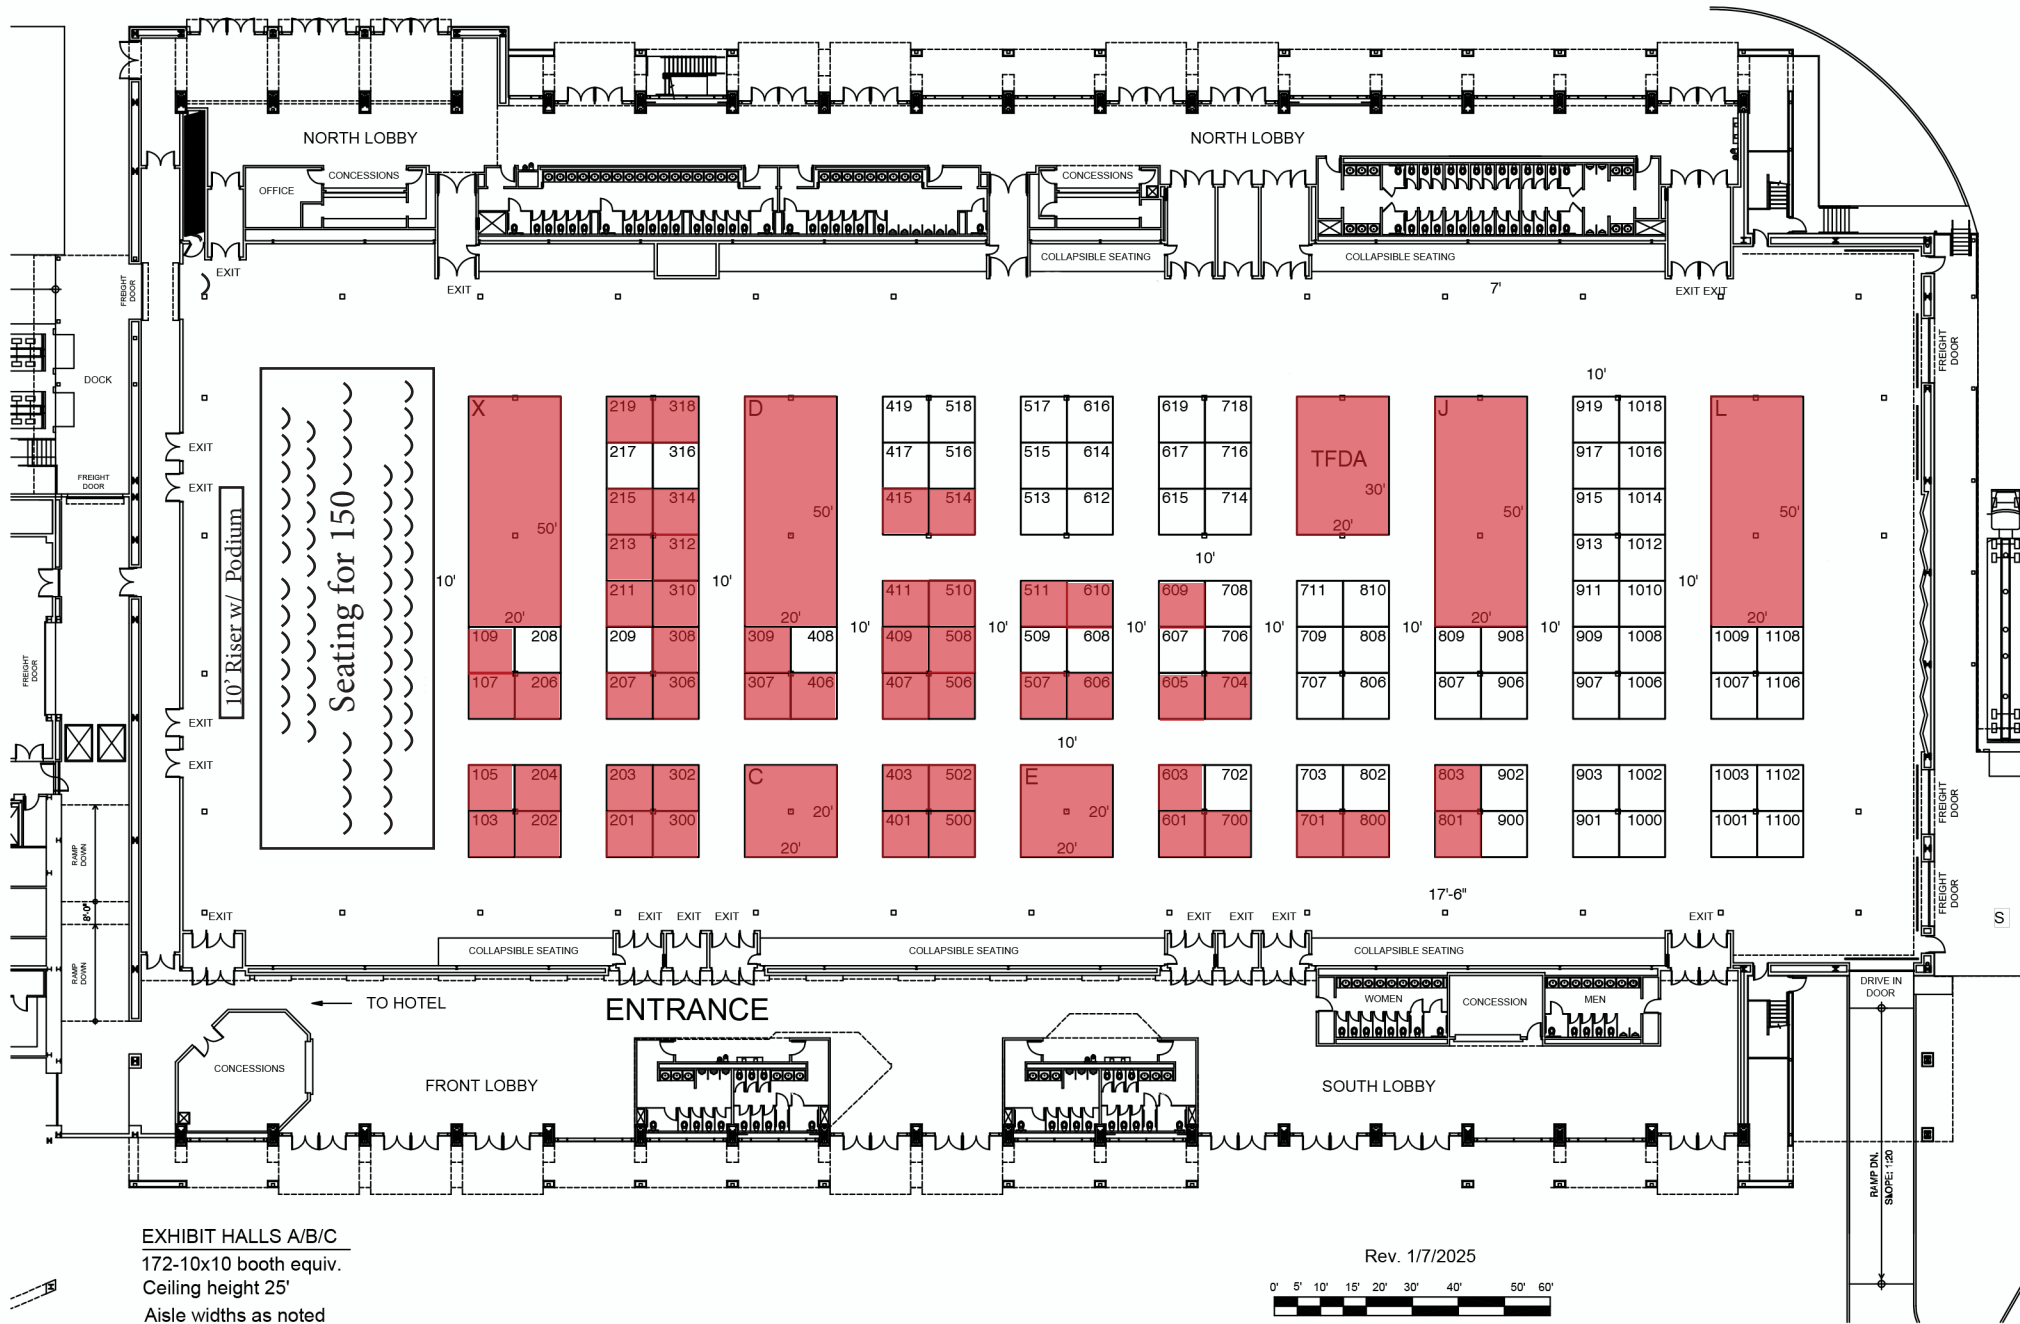 NORTH LOBBY
NORTH LOBBY
OFFICE
CONCESSIONS
CONCESSIONS
COLLAPSIBLE SEATING
COLLAPSIBLE SEATING
EXIT
EXIT
EXIT EXIT
7'
FREIGHT
DOOR
FREIGHT
DOOR
DOCK
FREIGHT
DOOR
EXIT
EXIT
10' Riser w/ Podium
Seating for 150
FREIGHT
DOOR
EXIT
EXIT
10'
X
50'
20'
109 208
107 206
105 204
103 202
219 318
217 316
215 314
213 312
211 310
209 308
207 306
203 302
201 300
10'
D
50'
20'
309 408
307 406
C
20'
20'
10'
419 518
417 516
415 514
411 510
409 508
407 506
403 502
401 500
10'
517 616
515 614
513 612
511 610
509 608
507 606
10'
E
20'
20'
10'
619 718
617 716
615 714
10'
609 708
607 706
605 704
603 702
601 700
10'
TFDA
30'
20'
711 810
709 808
707 806
703 802
701 800
10'
J
50'
20'
809 908
807 906
803 902
801 900
10'
10'
919 1018
917 1016
915 1014
913 1012
911 1010
909 1008
907 1006
903 1002
901 1000
10'
L
50'
20'
1009 1108
1007 1106
1003 1102
1001 1100
17'-6"
FREIGHT
DOOR
FREIGHT
DOOR
S
RAMP
DOWN
8'-0"
RAMP
DOWN
EXIT
EXIT
EXIT
EXIT
EXIT
EXIT
EXIT
EXIT
COLLAPSIBLE SEATING
COLLAPSIBLE SEATING
COLLAPSIBLE SEATING
TO HOTEL
ENTRANCE
WOMEN
CONCESSION
MEN
DRIVE IN
DOOR
CONCESSIONS
FRONT LOBBY
SOUTH LOBBY
RAMP DN.
SLOPE: 1:20
EXHIBIT HALLS A/B/C
172-10x10 booth equiv.
Ceiling height 25'
Aisle widths as noted
Rev. 1/7/2025
0' 5' 10' 15' 20' 30' 40' 50' 60'